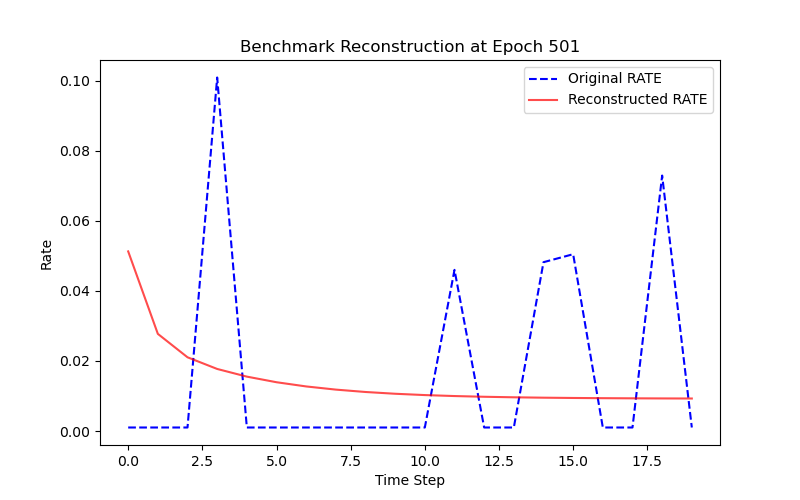 Benchmark Reconstruction at Epoch 501
Original RATE
Reconstructed RATE
0.10
0.08
0.06
0.04
0.02
0.00
Rate
0.0 2.5 5.0 7.5 10.0 12.5 15.0 17.5
Time Step